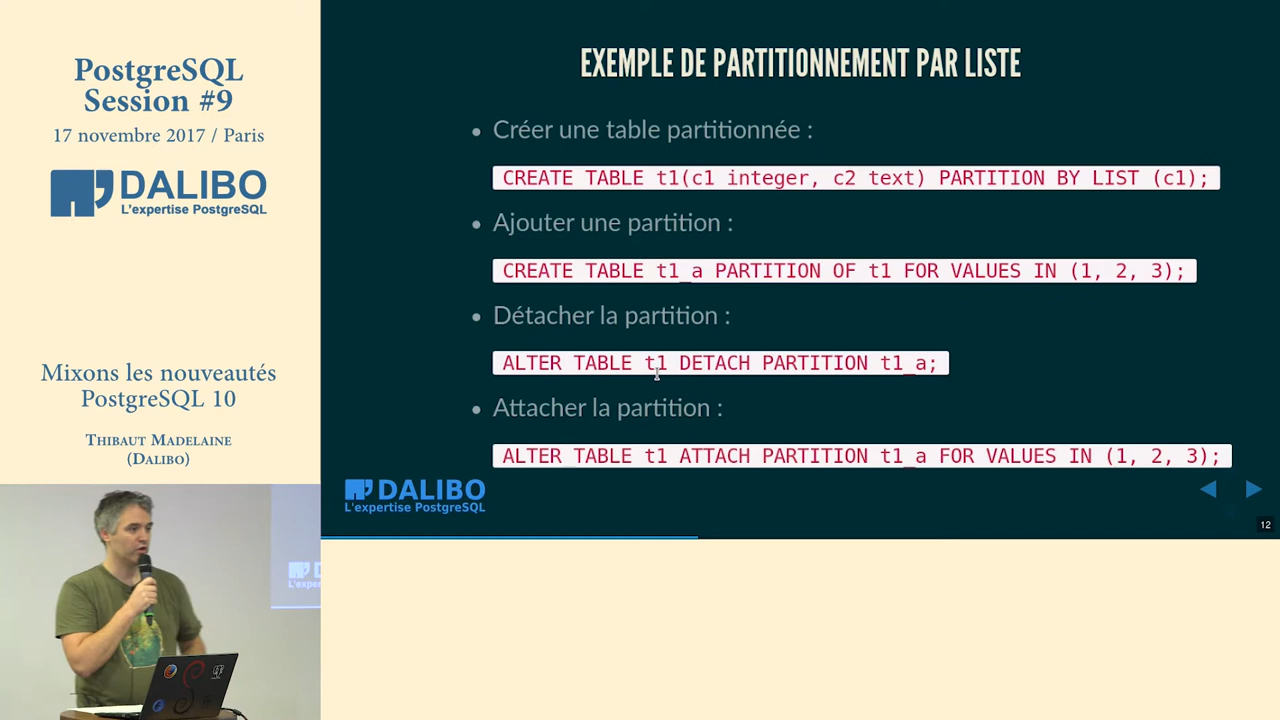 PostgreSQL
Session #9
17 novembre 2017 / Paris
DALIBO
L'expertise PostgreSQL
Mixons les nouveautés
PostgreSQL 10
Thibaut Madelaine
(Dalibo)
EXEMPLE DE PARTITIONNEMENT PAR LISTE
• Créer une table partitionnée :
CREATE TABLE t1(c1 integer, c2 text) PARTITION BY LIST (c1);
• Ajouter une partition :
CREATE TABLE t1_a PARTITION OF t1 FOR VALUES IN (1, 2, 3);
• Détacher la partition :
ALTER TABLE t1 DETACH PARTITION t1_a;
• Attacher la partition :
ALTER TABLE t1 ATTACH PARTITION t1_a FOR VALUES IN (1, 2, 3);
DALIBO
L'expertise PostgreSQL
12